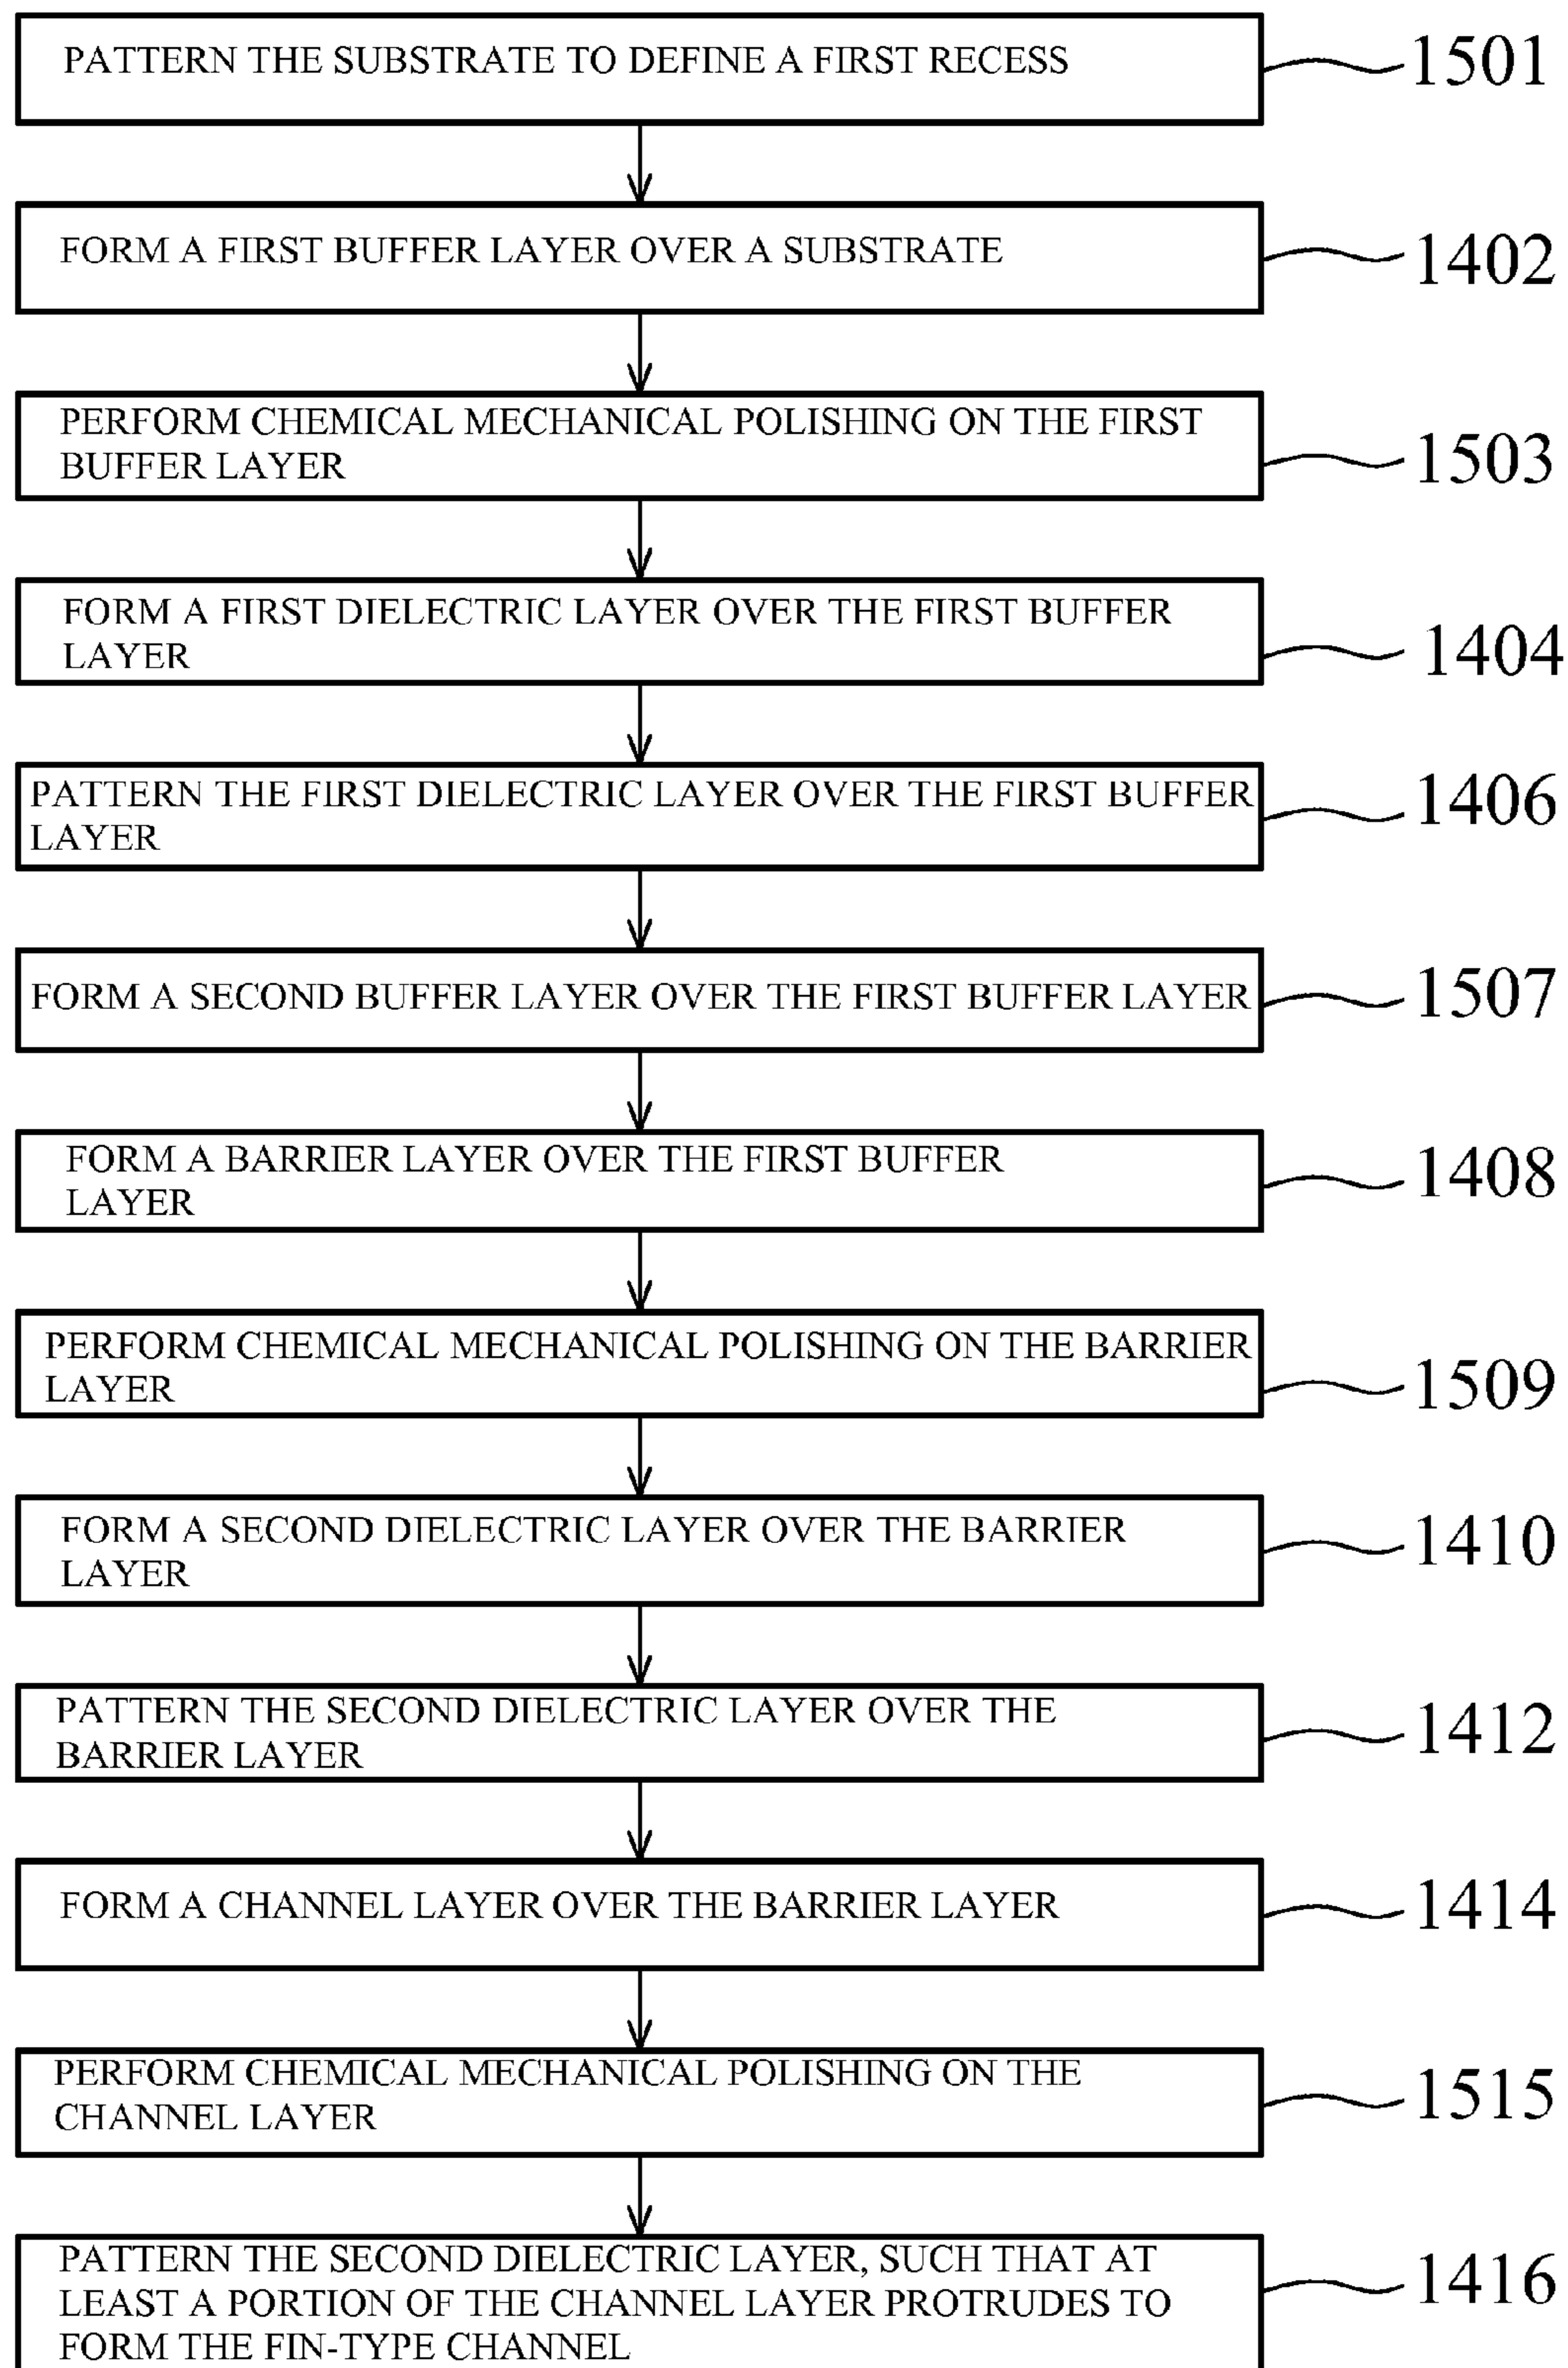 PATTERN THE SUBSTRATE TO DEFINE A FIRST RECESS
1501
FORM A FIRST BUFFER LAYER OVER A SUBSTRATE
1402
PERFORM CHEMICAL MECHANICAL POLISHING ON THE FIRST
BUFFER LAYER
1503
FORM A FIRST DIELECTRIC LAYER OVER THE FIRST BUFFER
LAYER
1404
PATTERN THE FIRST DIELECTRIC LAYER OVER THE FIRST BUFFER
LAYER
1406
FORM A SECOND BUFFER LAYER OVER THE FIRST BUFFER LAYER
1507
FORM A BARRIER LAYER OVER THE FIRST BUFFER
LAYER
1408
PERFORM CHEMICAL MECHANICAL POLISHING ON THE BARRIER
LAYER
1509
FORM A SECOND DIELECTRIC LAYER OVER THE BARRIER
LAYER
1410
PATTERN THE SECOND DIELECTRIC LAYER OVER THE
BARRIER LAYER
1412
FORM A CHANNEL LAYER OVER THE BARRIER LAYER
1414
PERFORM CHEMICAL MECHANICAL POLISHING ON THE
CHANNEL LAYER
1515
PATTERN THE SECOND DIELECTRIC LAYER, SUCH THAT AT
LEAST A PORTION OF THE CHANNEL LAYER PROTRUDES TO
FORM THE FIN-TYPE CHANNEL
1416